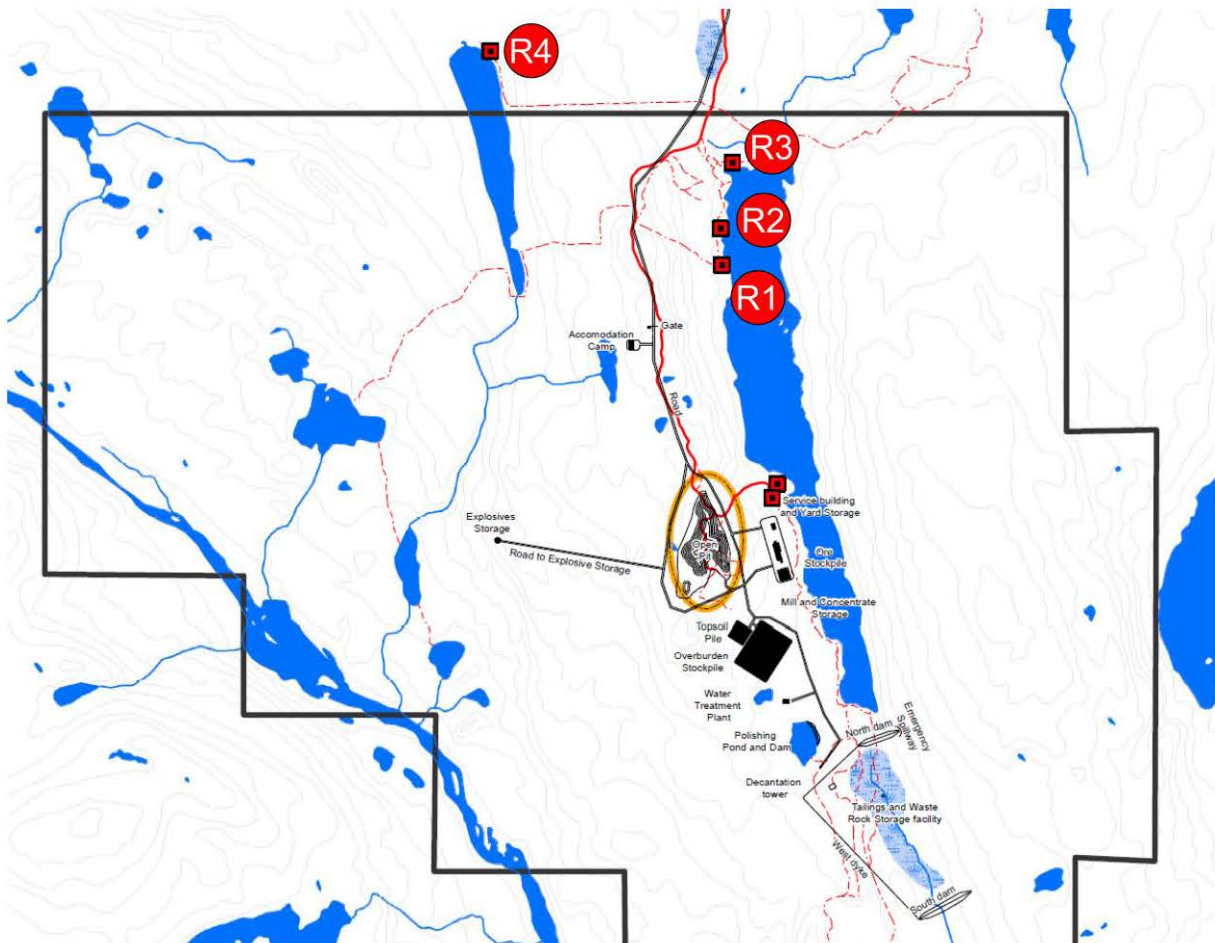 R4
R3
R2
R1
Gate
Accomodation
Camp
Road
Service building
and Yard Storage
Explosives
Storage
Road to Explosive Storage
Open
Pit
Ore
Stockpile
Mill and Concentrate
Storage
Topsoil
Pile
Overburden
Stockpile
Water
Treatment
Plant
Polishing
Pond and Dam
North dam
Emergency
Spillway
Decantation
tower
Tailings and Waste
Rock Storage facility
West dyke
South dam